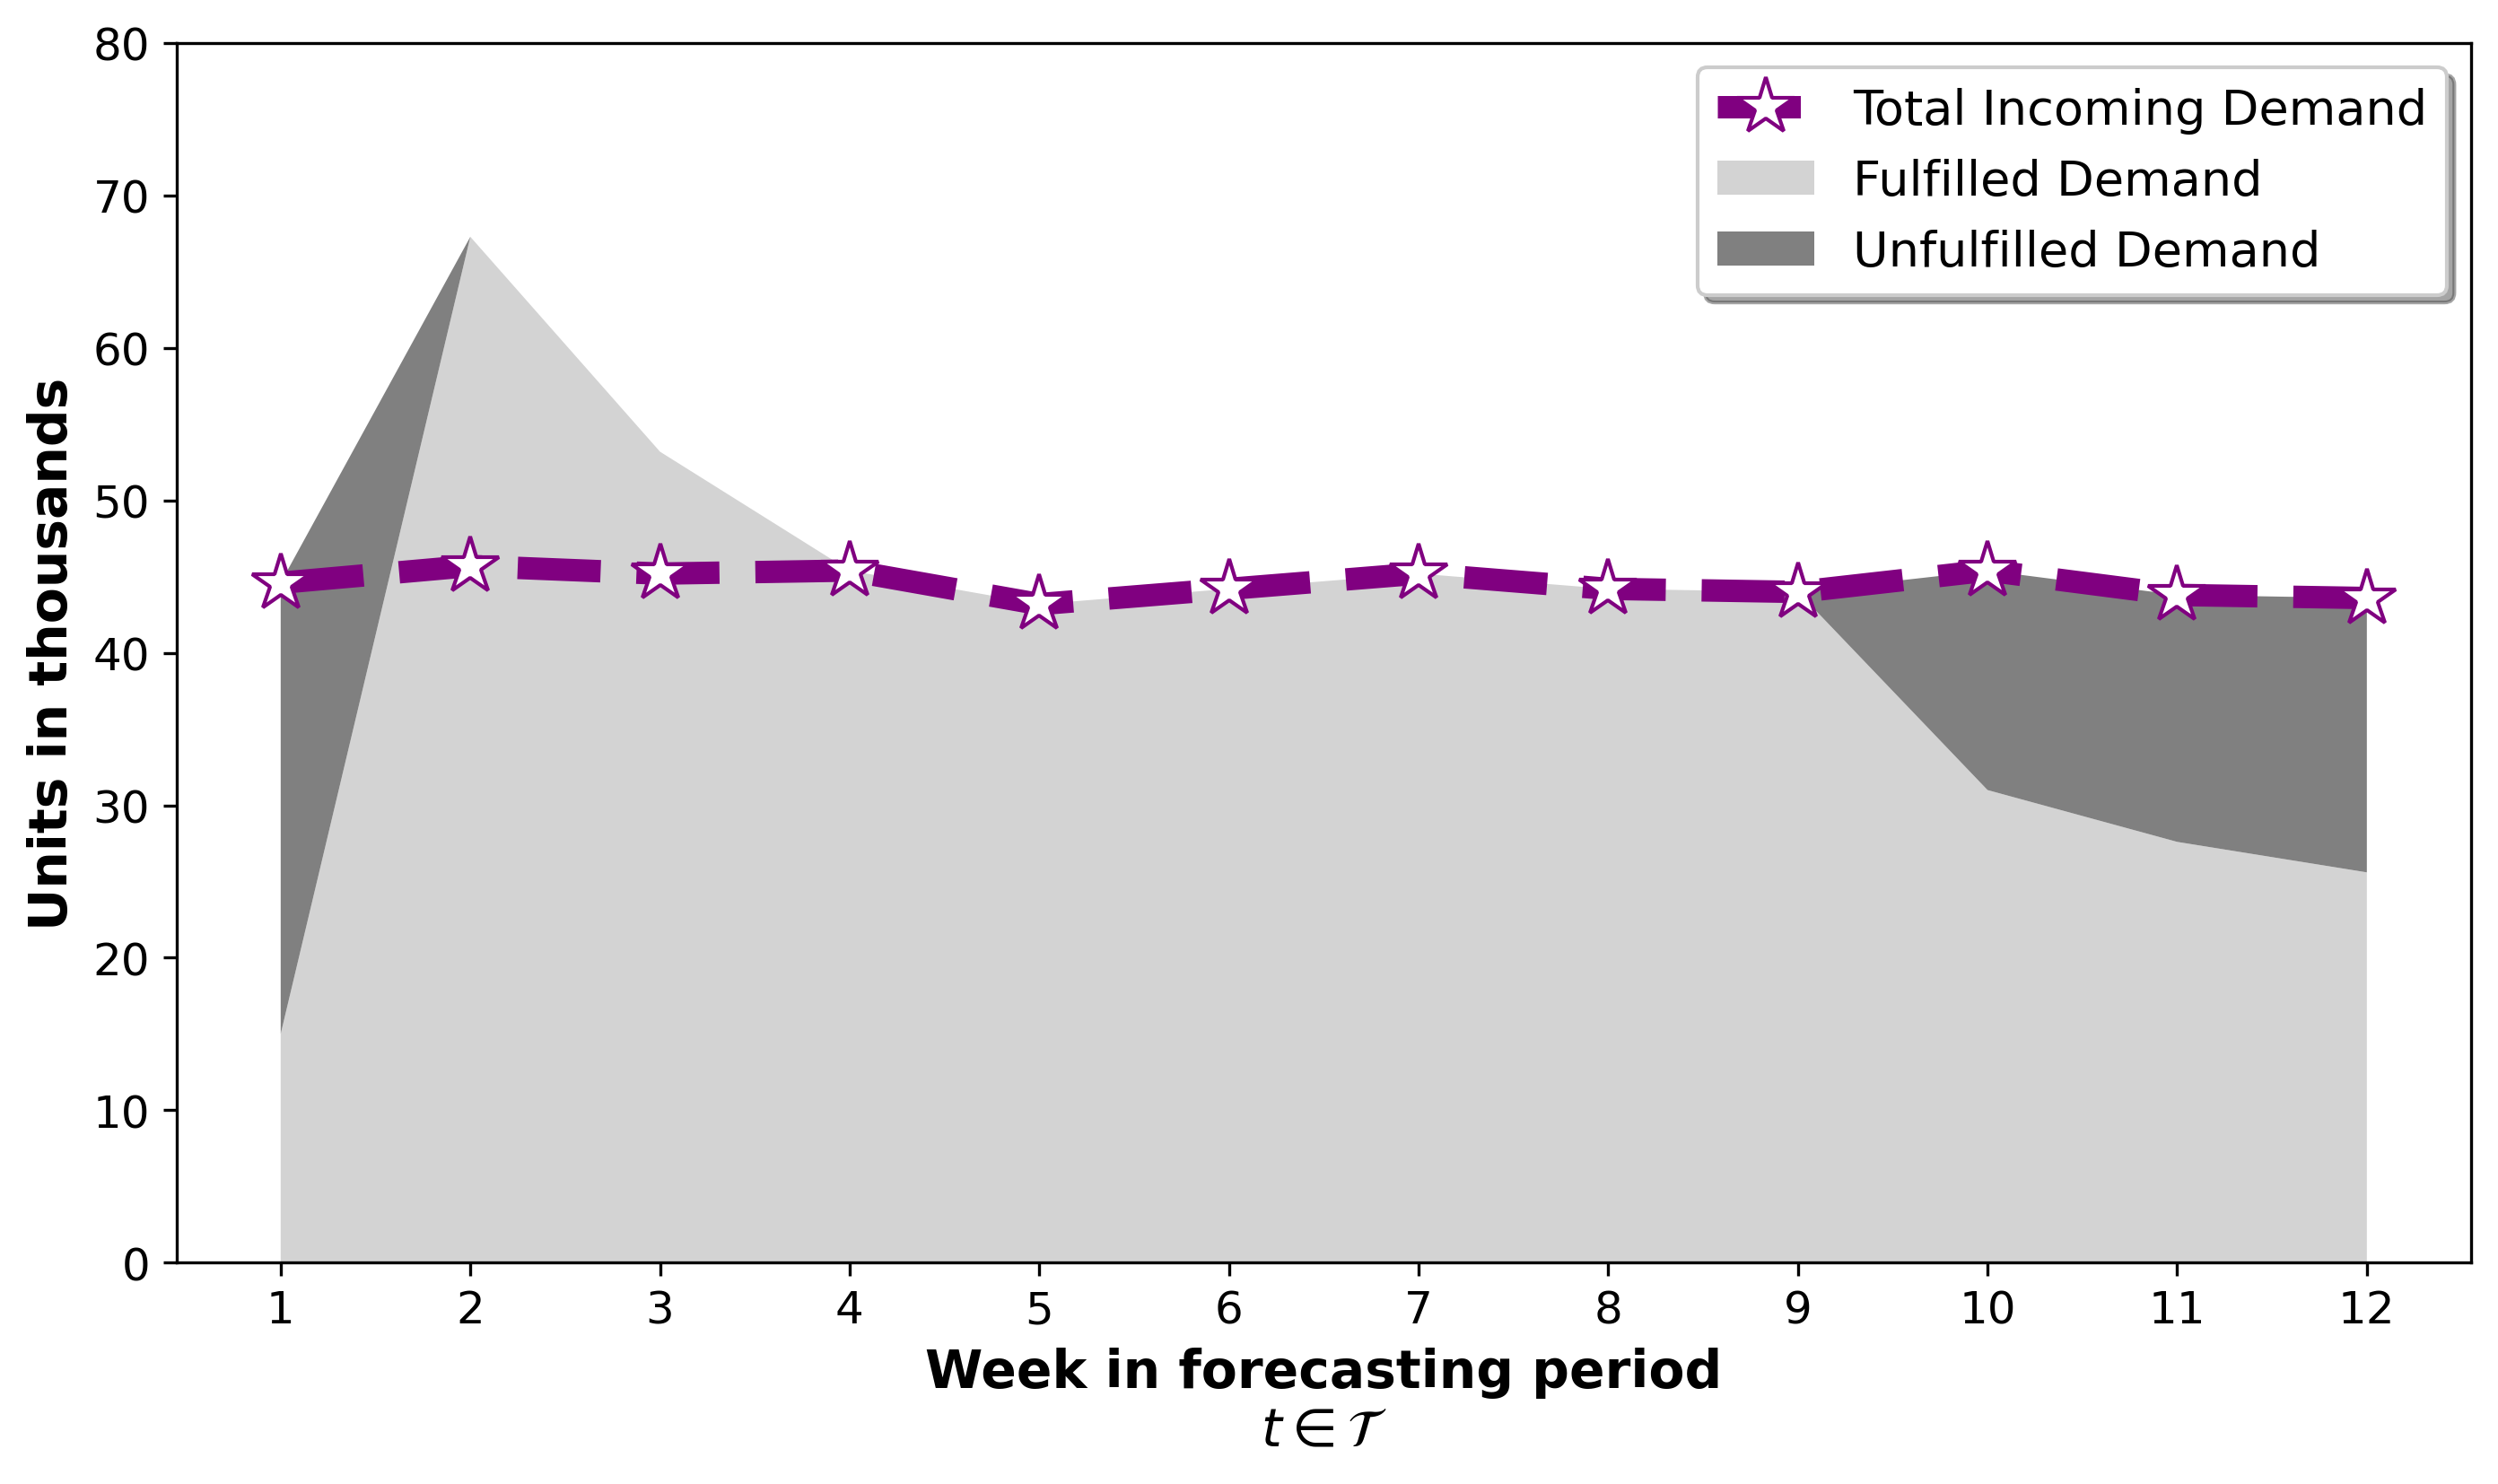 80
70
60
50
40
30
20
10
0
Units in thousands
Total Incoming Demand
Fulfilled Demand
Unfulfilled Demand
1 2 3 4 5 6 7 8 9 10 11 12
Week in forecasting period
t ∈ 𝒯